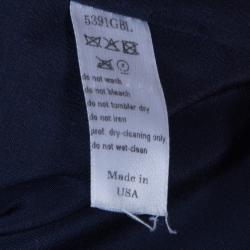 5391GBL
do not wash
do not bleach
do not tumbler dry
do not iron
prof. dry-cleaning only
do not wet-clean
Made in
USA